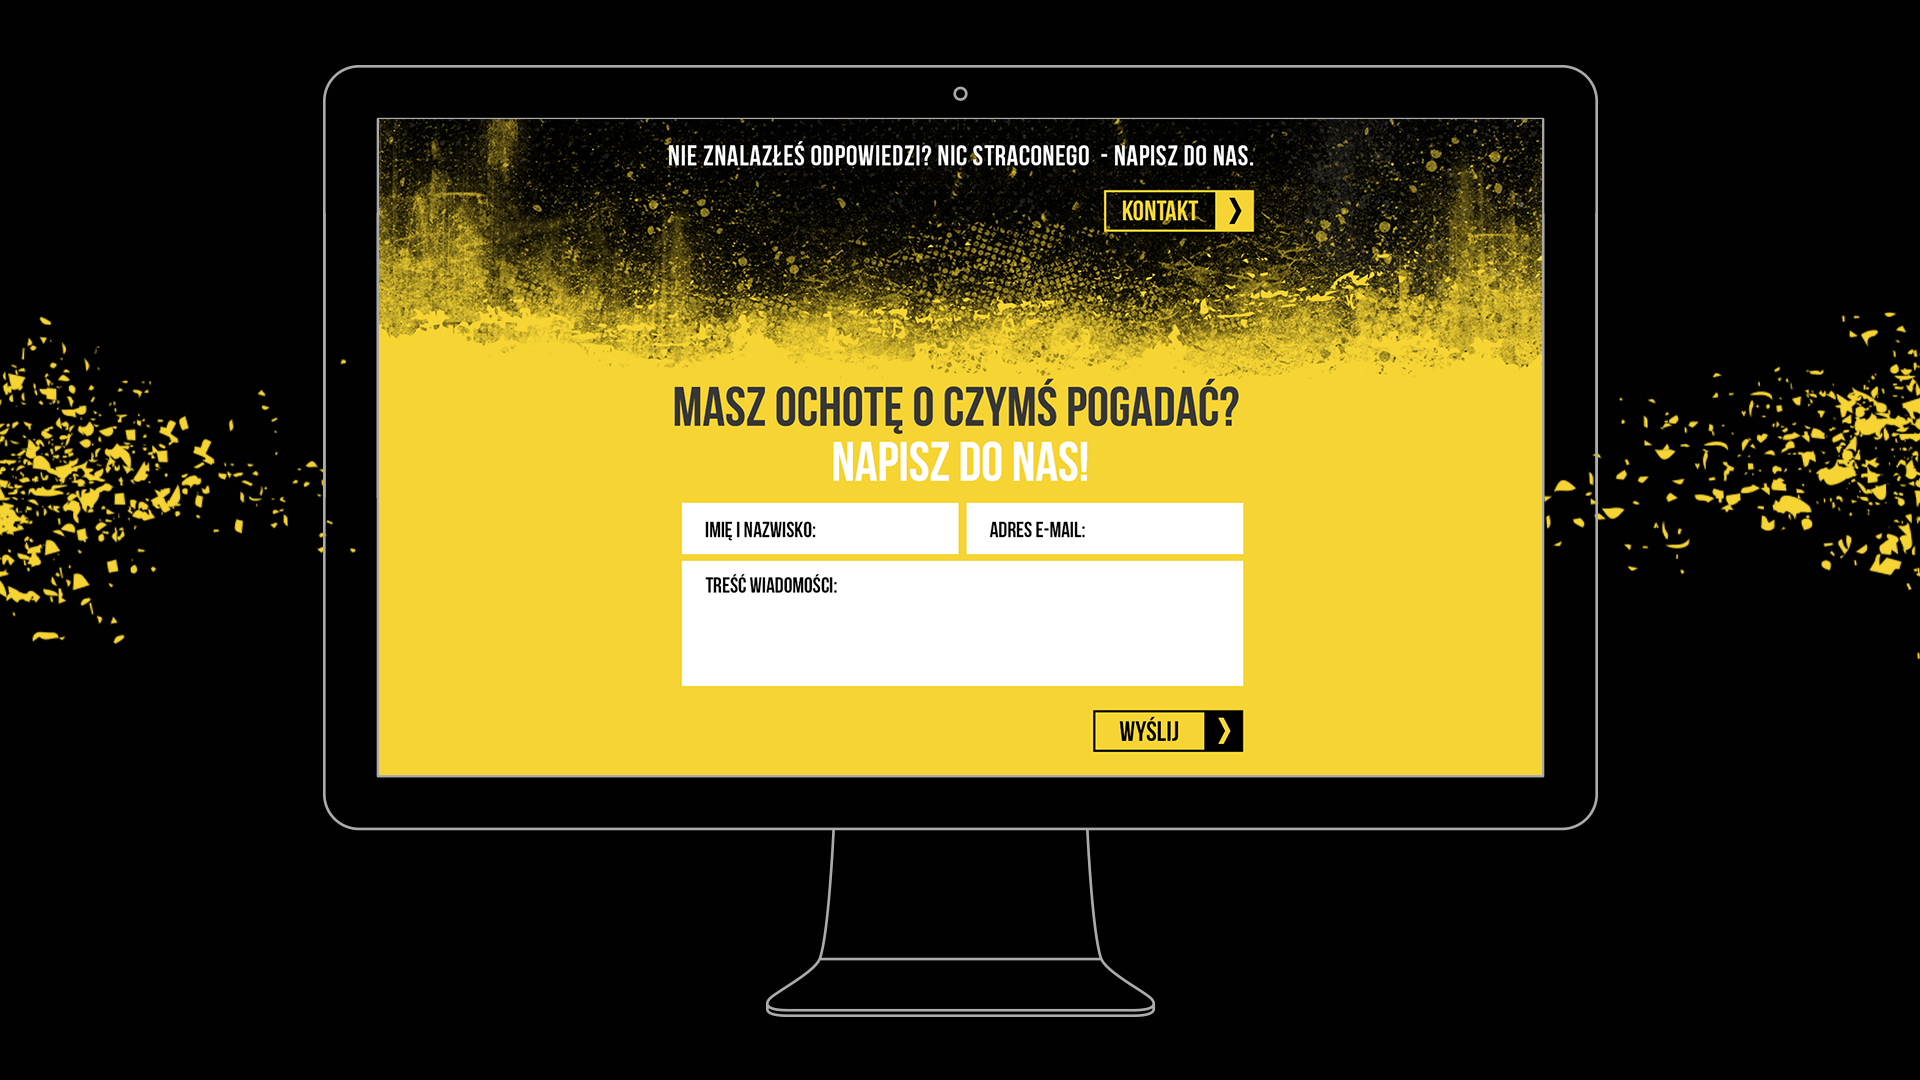 NIE ZNALAZŁEŚ ODPOWIEDZI? NIC STRACONEGO - NAPISZ DO NAS.
KONTAKT
MASZ OCHOTĘ O CZYMŚ POGADAĆ?
NAPISZ DO NAS!
IMIĘ I NAZWISKO:
ADRES E-MAIL:
TREŚĆ WIADOMOŚCI:
WYŚLIJ